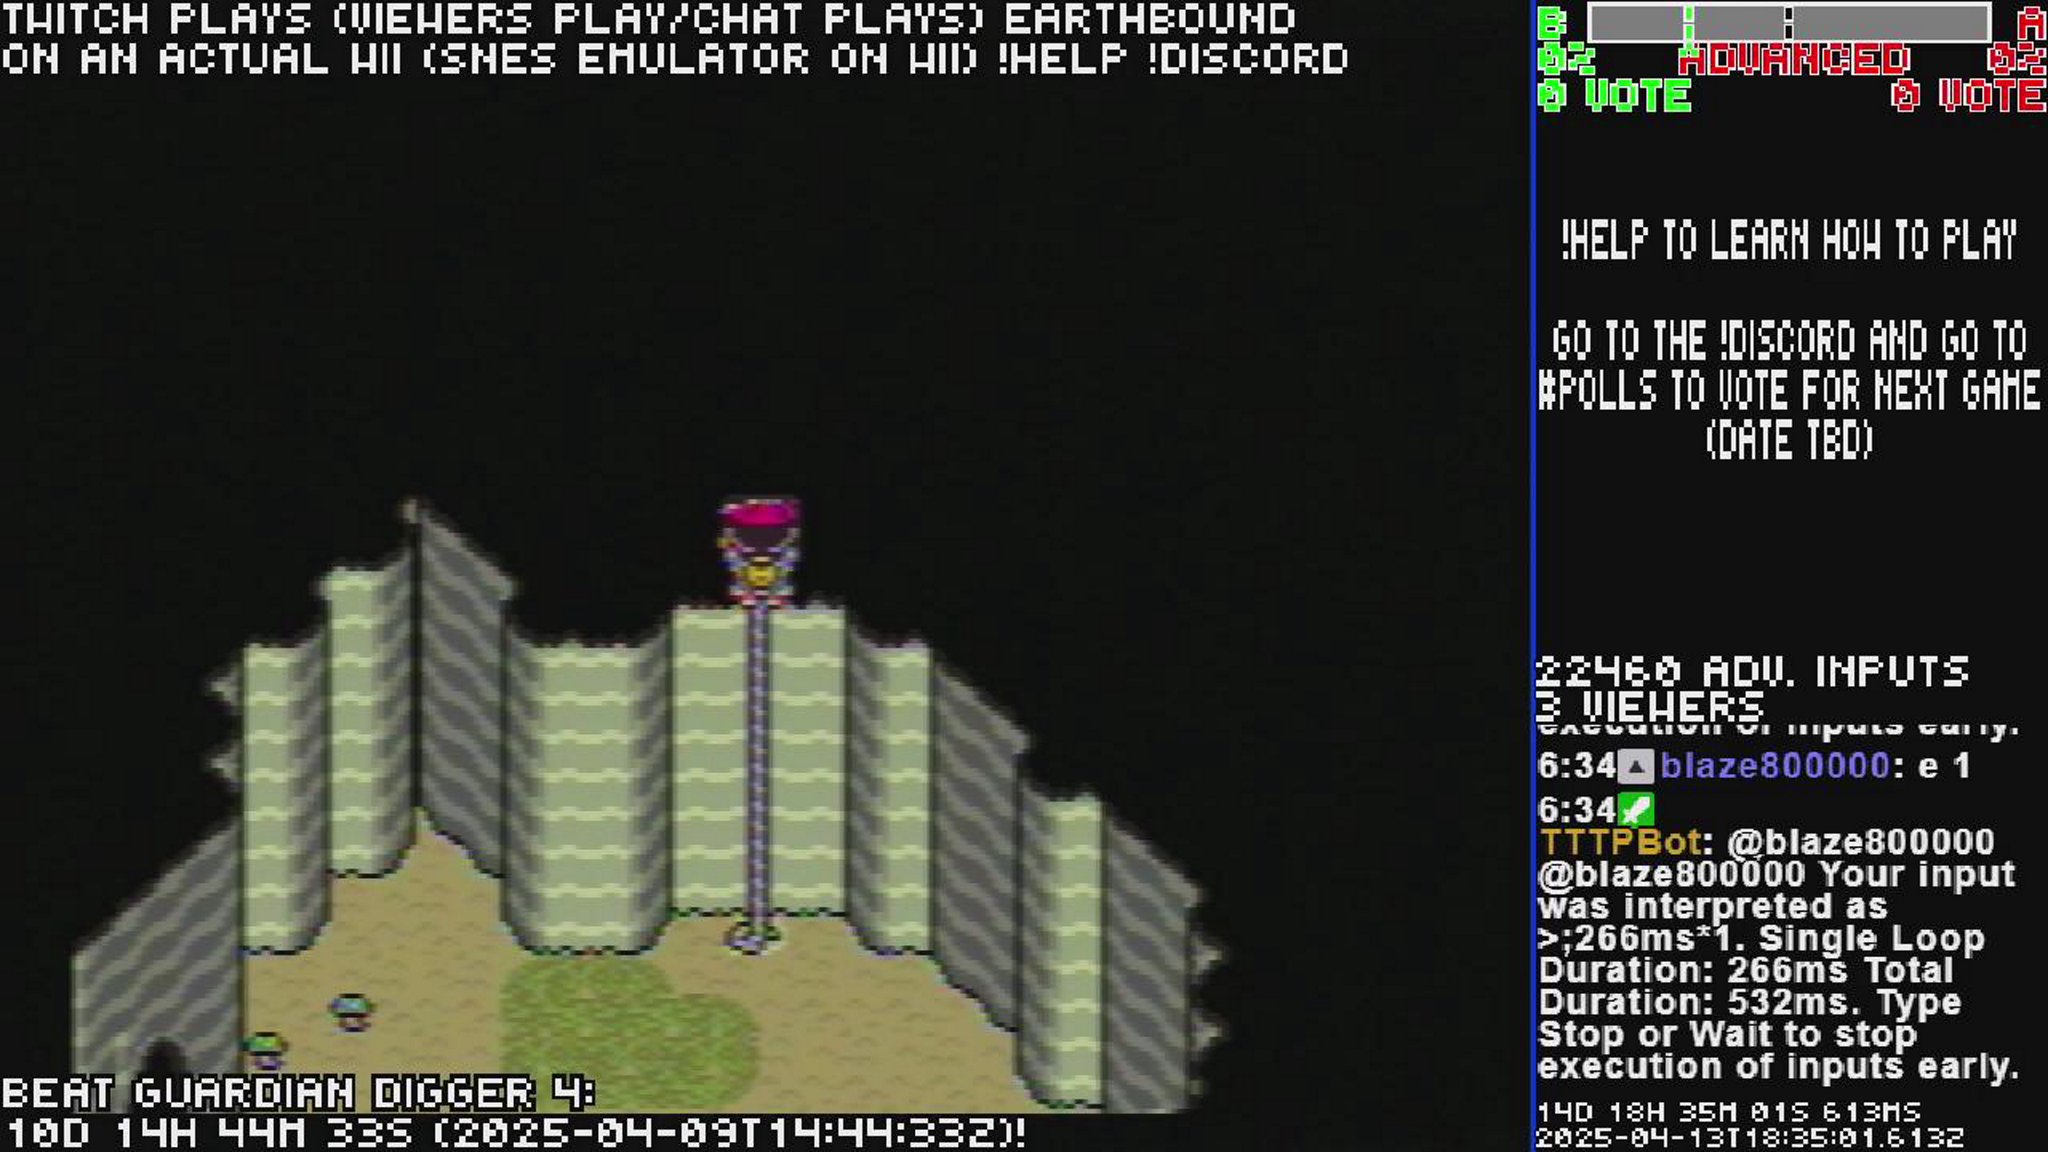 TWITCH PLAYS (VIEWERS PLAY/CHAT PLAYS) EARTHBOUND
ON AN ACTUAL WII (SNES EMULATOR ON WII) !HELP !DISCORD
B A
0% ADVANCED 0%
0 VOTE 0 VOTE
!HELP TO LEARN HOW TO PLAY
GO TO THE !DISCORD AND GO TO
#POLLS TO VOTE FOR NEXT GAME
(DATE TBD)
22460 ADV. INPUTS
3 VIEWERS
execution of inputs early.
6:34 blaze800000: e 1
6:34
TTTPBot: @blaze800000
@blaze800000 Your input
was interpreted as
>;266ms*1. Single Loop
Duration: 266ms Total
Duration: 532ms. Type
Stop or Wait to stop
execution of inputs early.
14D 18H 35M 01S 613MS
2025-04-13T18:35:01.613Z
BEAT GUARDIAN DIGGER 4:
10D 14H 44M 33S (2025-04-09T14:44:33Z)!